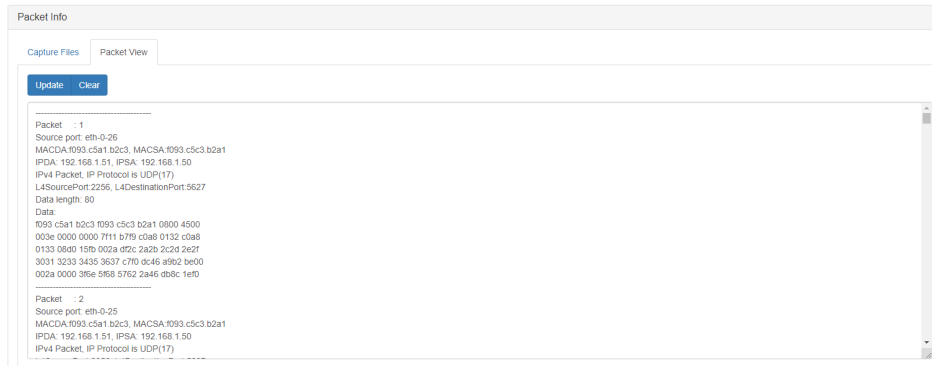 Packet Info
Capture Files Packet View
Update Clear
----------------------------------------
Packet : 1
Source port: eth-0-26
MACDA:f093.c5a1.b2c3, MACSA:f093.c5c3.b2a1
IPDA: 192.168.1.51, IPSA: 192.168.1.50
IPv4 Packet, IP Protocol is UDP(17)
L4SourcePort:2256, L4DestinationPort:5627
Data length: 80
Data:
f093 c5a1 b2c3 f093 c5c3 b2a1 0800 4500
003e 0000 0000 7f11 b7f9 c0a8 0132 c0a8
0133 08d0 15fb 002a df2c 2a2b 2c2d 2e2f
3031 3233 3435 3637 c7f0 dc46 a9b2 be00
002a 0000 3f6e 5f68 5762 2a46 db8c 1ef0
----------------------------------------
Packet : 2
Source port: eth-0-25
MACDA:f093.c5a1.b2c3, MACSA:f093.c5c3.b2a1
IPDA: 192.168.1.51, IPSA: 192.168.1.50
IPv4 Packet, IP Protocol is UDP(17)